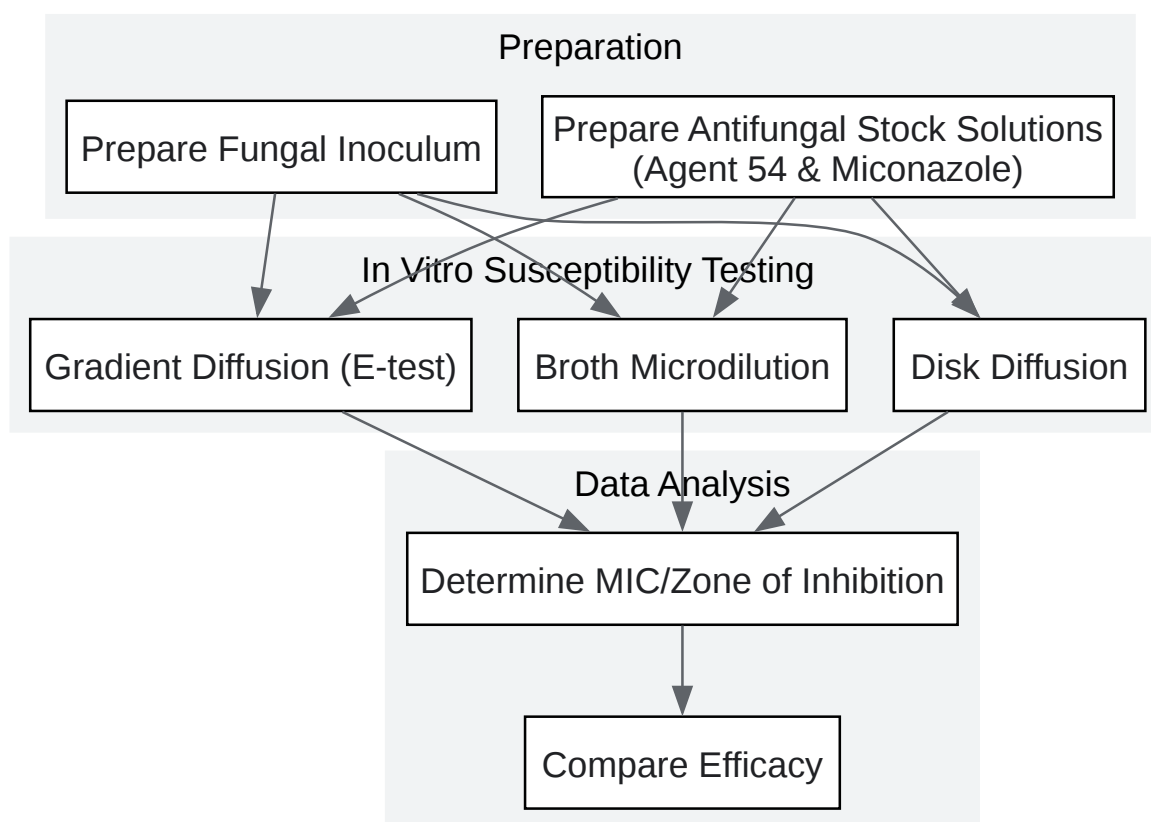 Preparation
Prepare Fungal Inoculum
Prepare Antifungal Stock Solutions
(Agent 54 & Miconazole)
In Vitro Susceptibility Testing
Gradient Diffusion (E-test)
Broth Microdilution
Disk Diffusion
Data Analysis
Determine MIC/Zone of Inhibition
Compare Efficacy